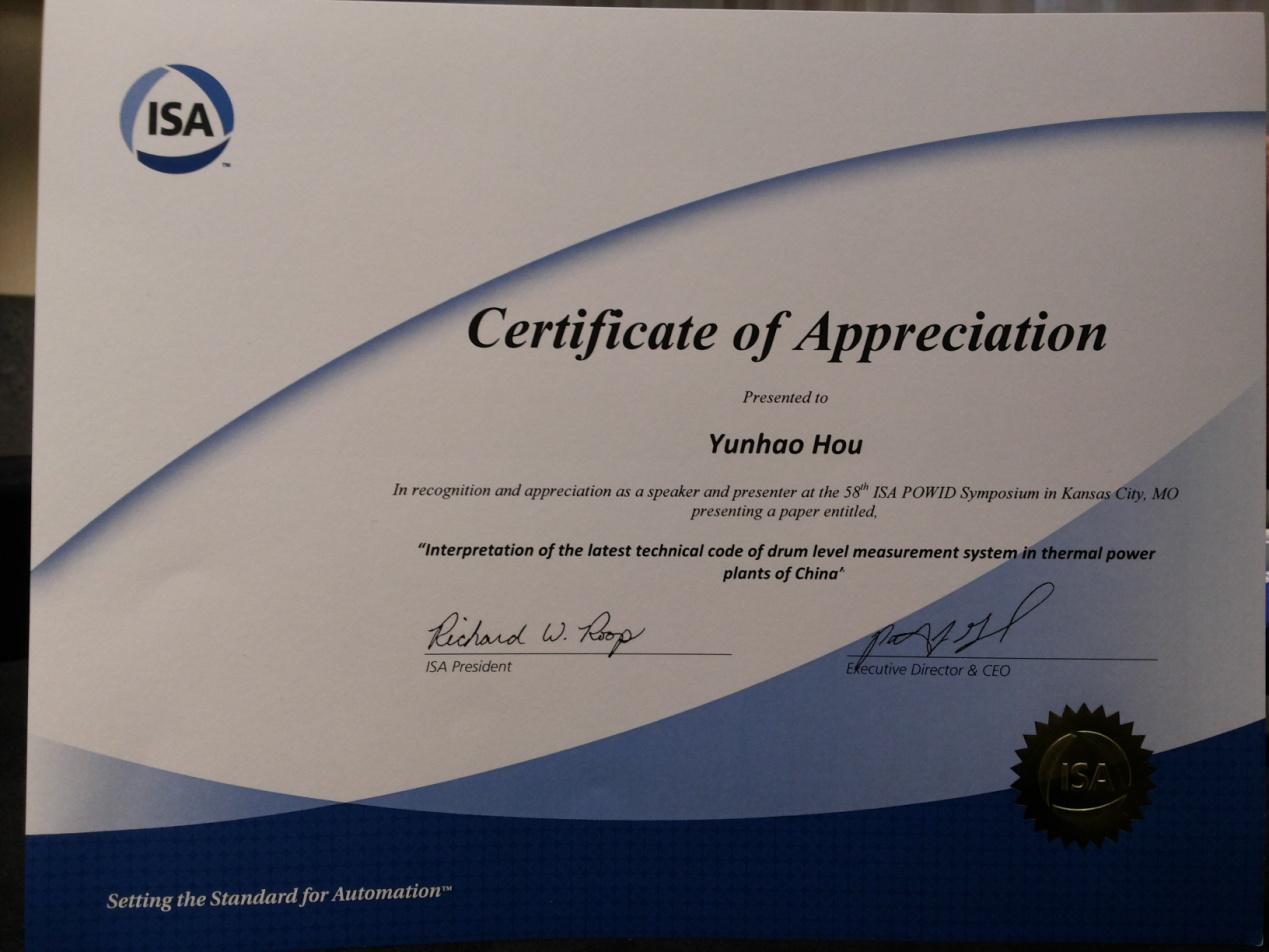 ISA
TM
Certificate of Appreciation
Presented to
Yunhao Hou
In recognition and appreciation as a speaker and presenter at the 58th ISA POWID Symposium in Kansas City, MO
presenting a paper entitled,
“Interpretation of the latest technical code of drum level measurement system in thermal power
plants of China”
Richard W. Roop
ISA President
Executive Director & CEO
ISA
Setting the Standard for Automation™